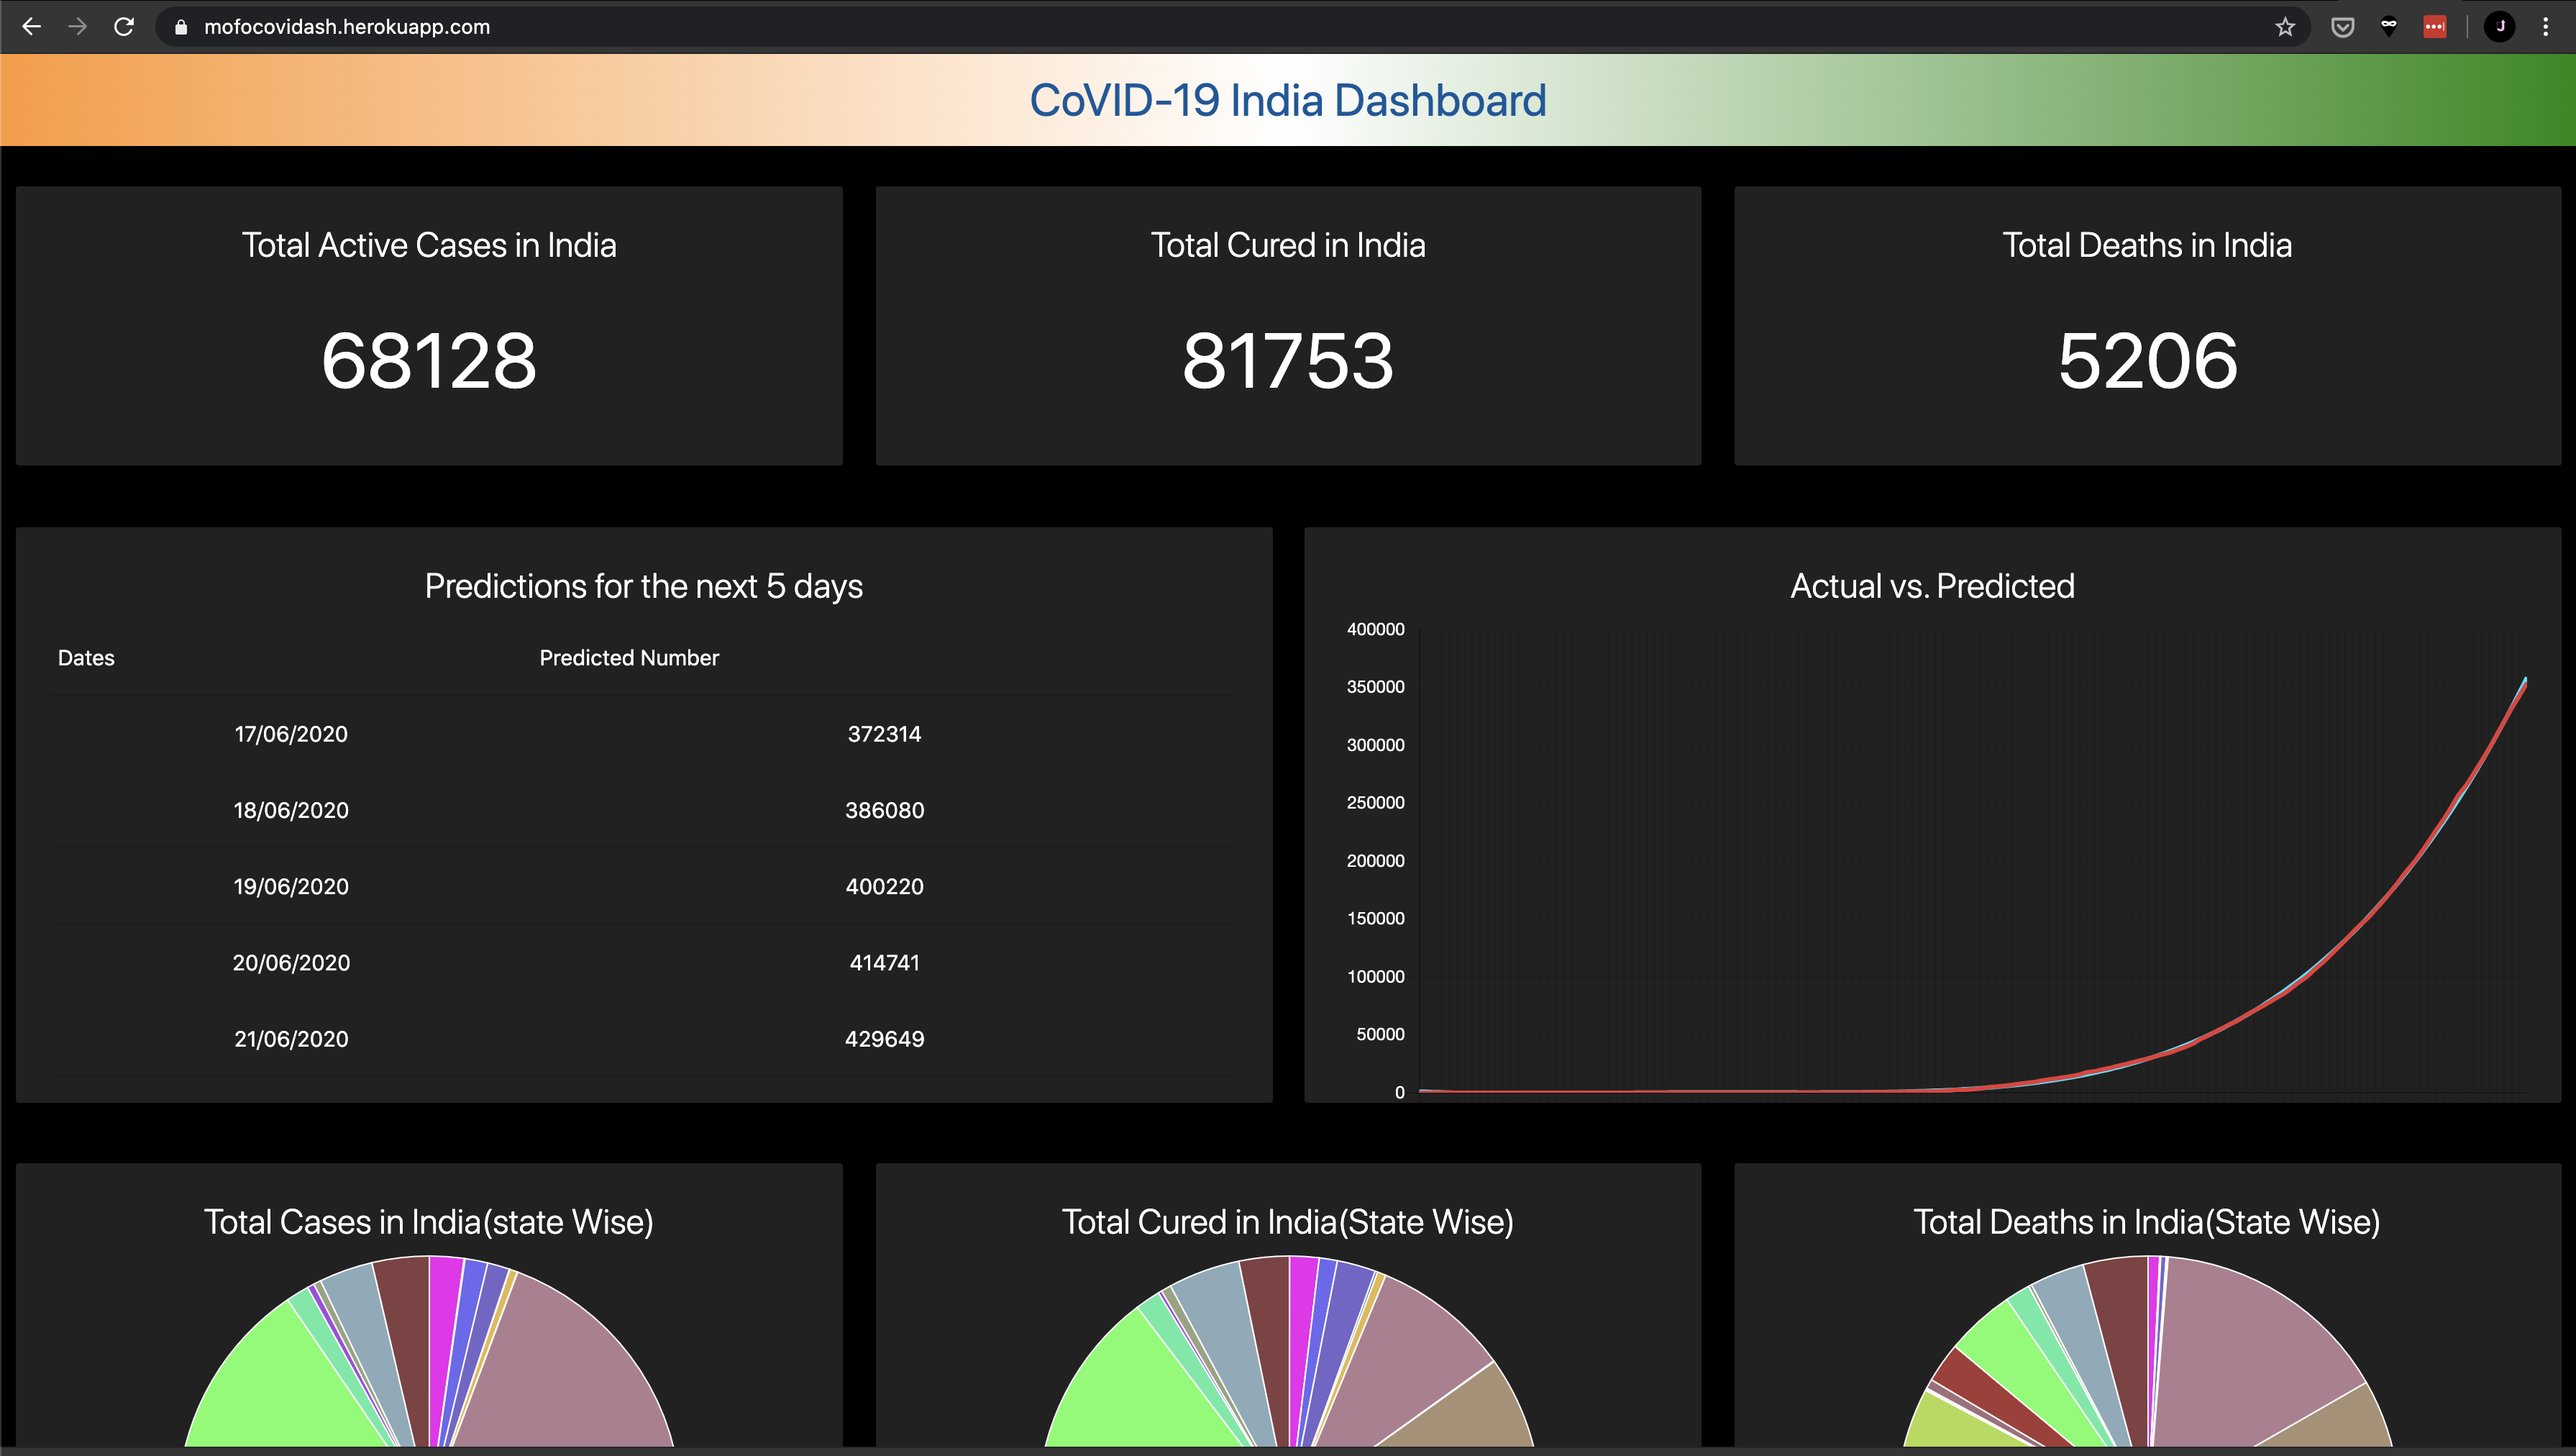 mofocovidash.herokuapp.com
CoVID-19 India Dashboard
Total Active Cases in India
68128
Total Cured in India
81753
Total Deaths in India
5206
Predictions for the next 5 days
Dates Predicted Number
17/06/2020 372314
18/06/2020 386080
19/06/2020 400220
20/06/2020 414741
21/06/2020 429649
Actual vs. Predicted
400000
350000
300000
250000
200000
150000
100000
50000
0
Total Cases in India(state Wise)
Total Cured in India(State Wise)
Total Deaths in India(State Wise)